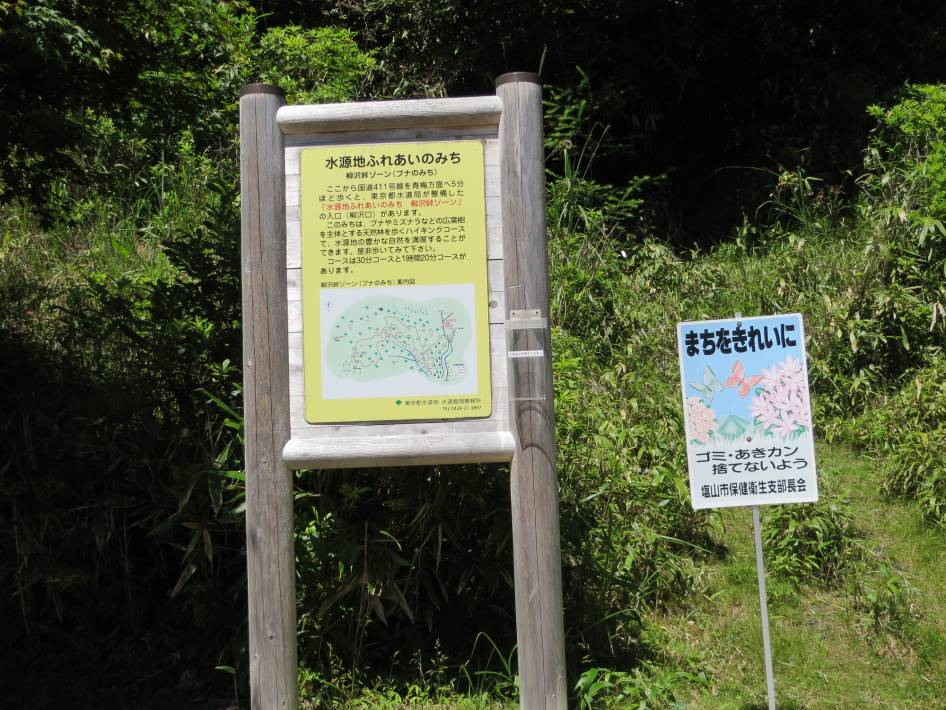 水源地ふれあいのみち
柳沢峠ゾーン(ブナのみち)
ここから国道411号線を青梅方面へ5分
ほど歩くと、東京都水道局が整備した
「水源地ふれあいのみち 柳沢峠ゾーン」
の入口(柳沢口)があります。
このみちは、ブナやミズナラなどの広葉樹
を主体とする天然林を歩くハイキングコース
で、水源地の豊かな自然を満喫することが
できます。是非歩いてみて下さい。
コースは30分コースと1時間20分コースが
あります。
柳沢峠ゾーン(ブナのみち)案内図
東京都水道局 水源管理事務所
TEL 0428-21-3897
まちをきれいに
ゴミ・あきカン
捨てないよう
塩山市保健衛生支部長会